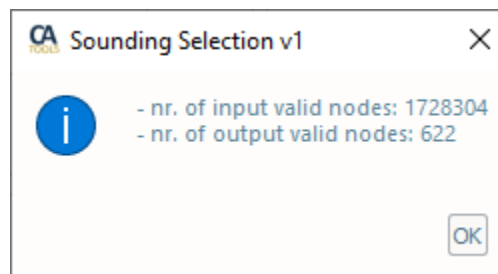 CA
TOOLS
Sounding Selection v1
- nr. of input valid nodes: 1728304
- nr. of output valid nodes: 622
OK